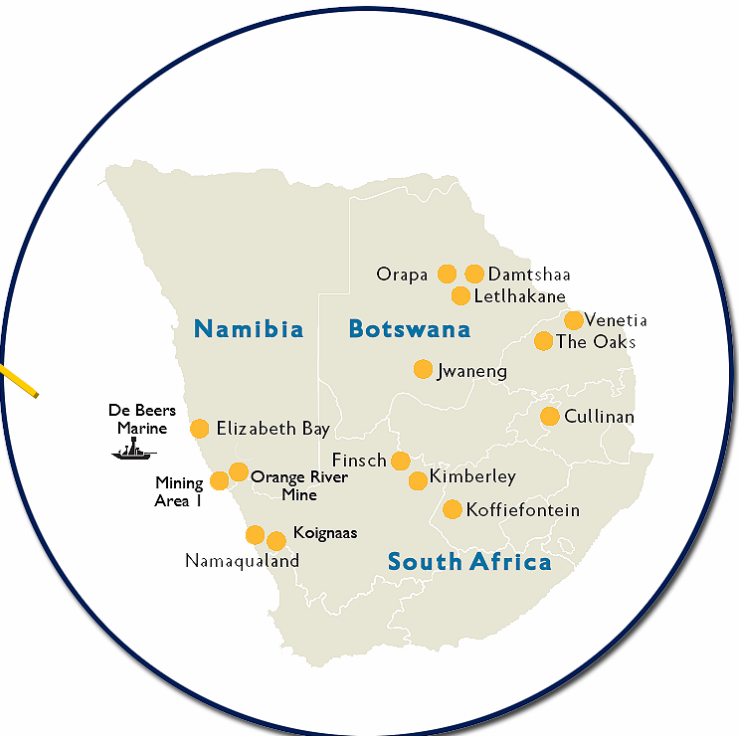 Orapa
Damtshaa
Letlhakane
Venetia
Namibia
Botswana
The Oaks
Jwaneng
De Beers
Marine
Elizabeth Bay
Cullinan
Finsch
Orange River
Mine
Kimberley
Mining
Area 1
Koffiefontein
Koignaas
Namaqualand
South Africa